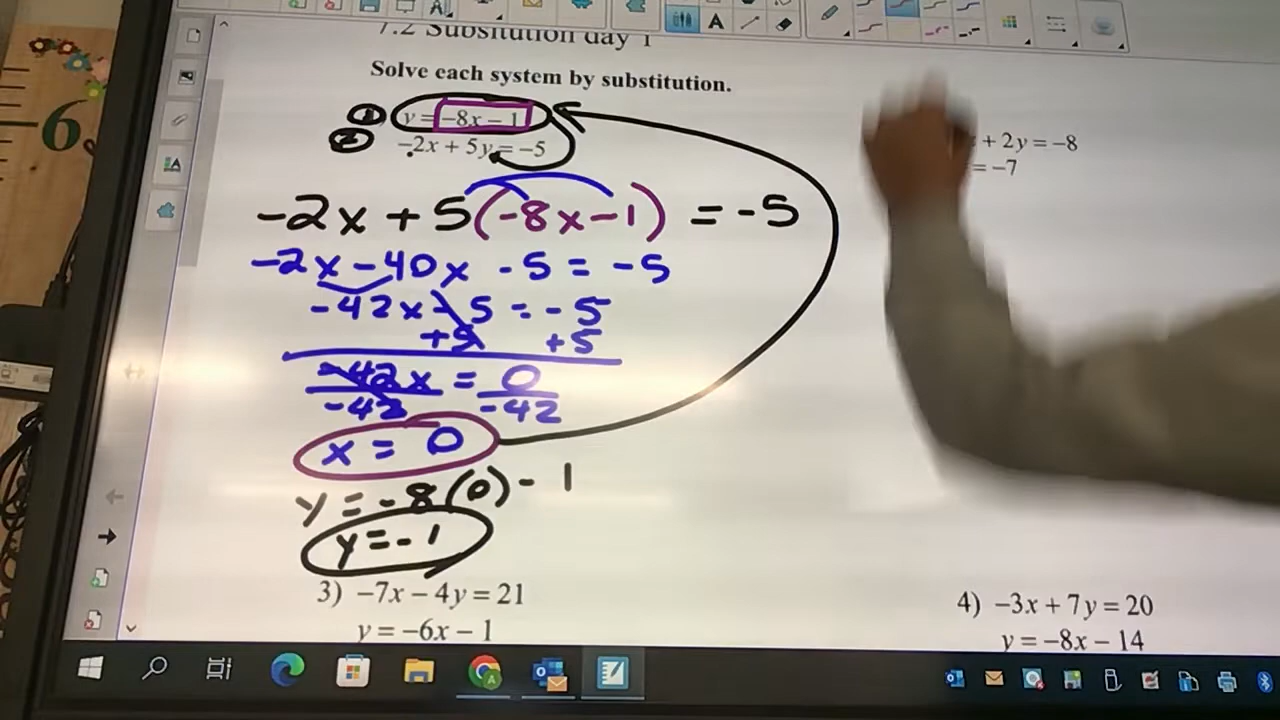 7.2 Subsitution day 1
Solve each system by substitution.
① y = -8x - 1
② -2x + 5y = -5
-2x + 5(-8x - 1) = -5
-2x - 40x - 5 = -5
-42x - 5 = -5
+5 +5
-42x = 0
-42 -42
x = 0
y = -8(0) - 1
y = -1
+ 2y = -8
= -7
3) -7x - 4y = 21
y = -6x - 1
4) -3x + 7y = 20
y = -8x - 14
6
A